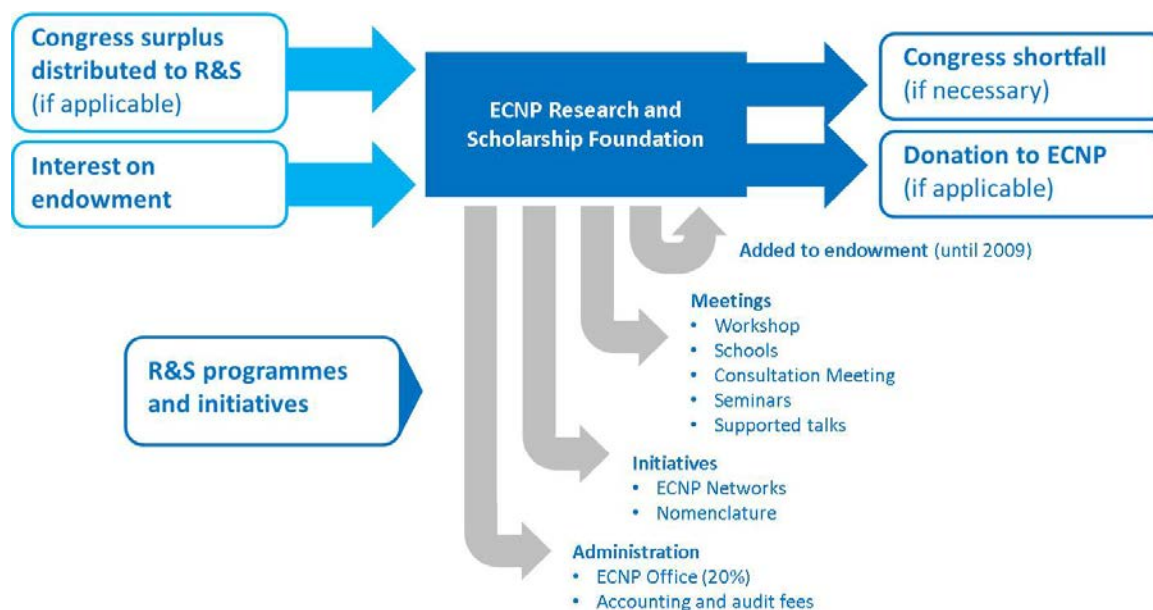 Congress surplus
distributed to R&S
(if applicable)
Interest on
endowment
ECNP Research and
Scholarship Foundation
Congress shortfall
(if necessary)
Donation to ECNP
(if applicable)
Added to endowment (until 2009)
Meetings
• Workshop
• Schools
• Consultation Meeting
• Seminars
• Supported talks
R&S programmes
and initiatives
Initiatives
• ECNP Networks
• Nomenclature
Administration
• ECNP Office (20%)
• Accounting and audit fees